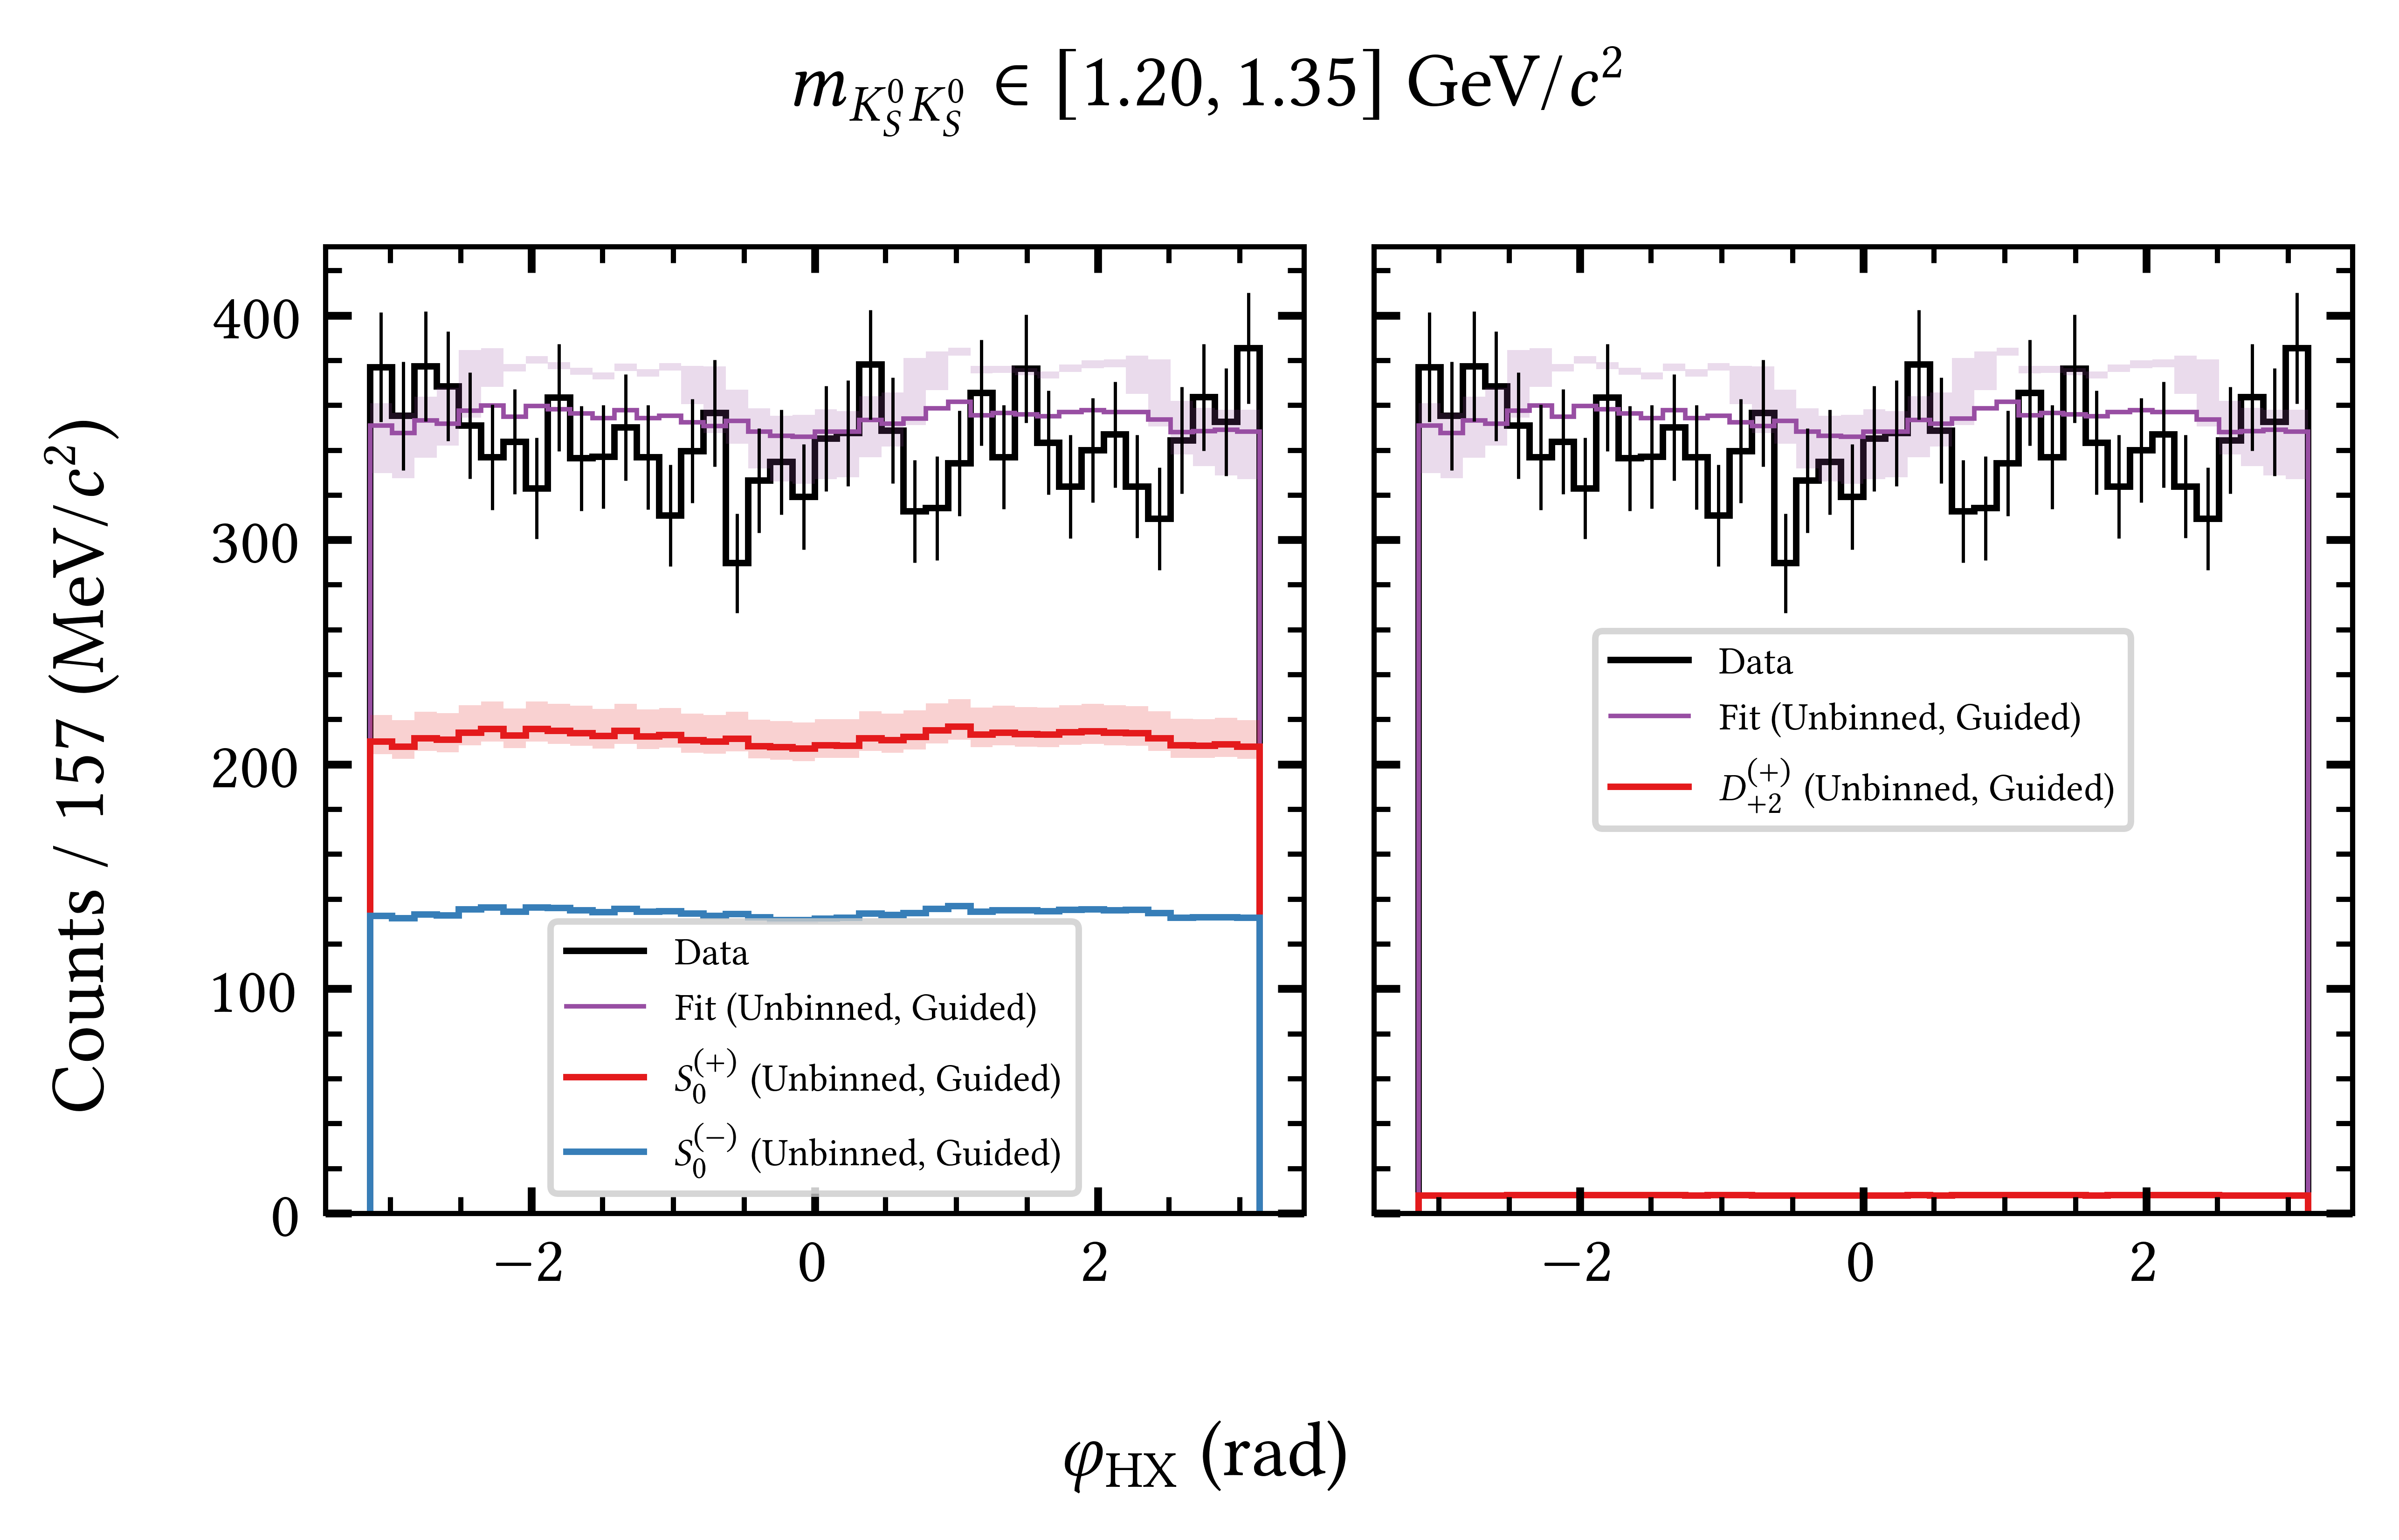 m_{K_S^0 K_S^0} ∈ [1.20, 1.35] GeV/c²
Counts / 157 (MeV/c²)
400
300
200
100
0
Data
Fit (Unbinned, Guided)
S_0^{(+)} (Unbinned, Guided)
S_0^{(−)} (Unbinned, Guided)
Data
Fit (Unbinned, Guided)
D_{+2}^{(+)} (Unbinned, Guided)
−2 0 2
−2 0 2
φ_{HX} (rad)